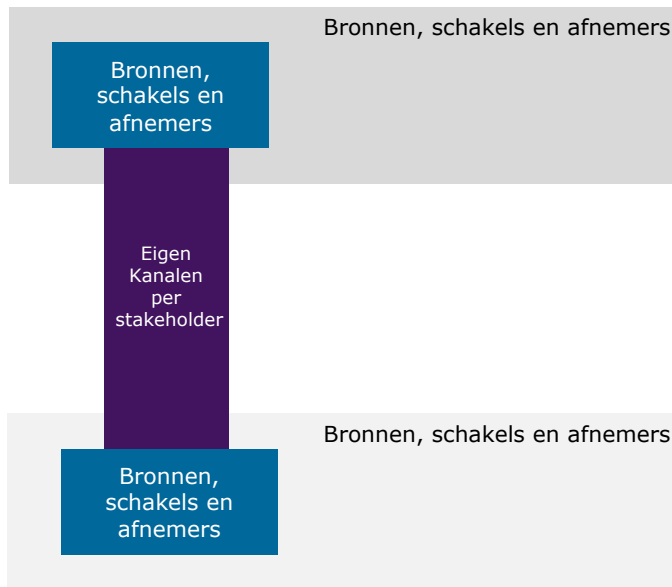 Bronnen, schakels en afnemers
Bronnen,
schakels en
afnemers
Eigen
Kanalen
per
stakeholder
Bronnen, schakels en afnemers
Bronnen,
schakels en
afnemers